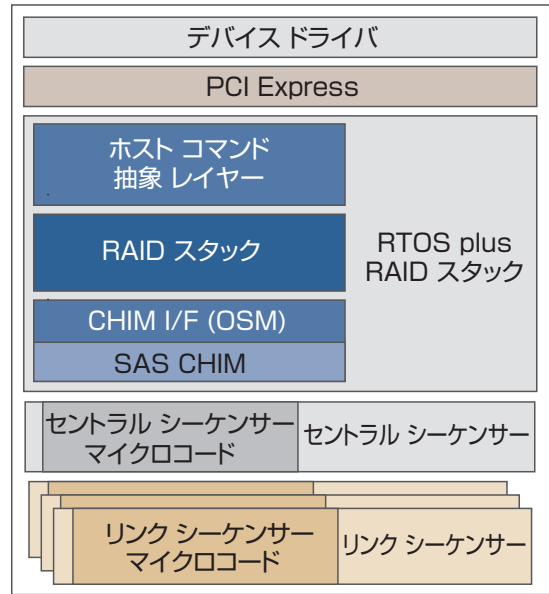 デバイス ドライバ
PCI Express
ホスト コマンド
抽象 レイヤー
RAID スタック
RTOS plus
RAID スタック
CHIM I/F (OSM)
SAS CHIM
セントラル シーケンサー
マイクロコード
セントラル シーケンサー
リンク シーケンサー
マイクロコード
リンク シーケンサー